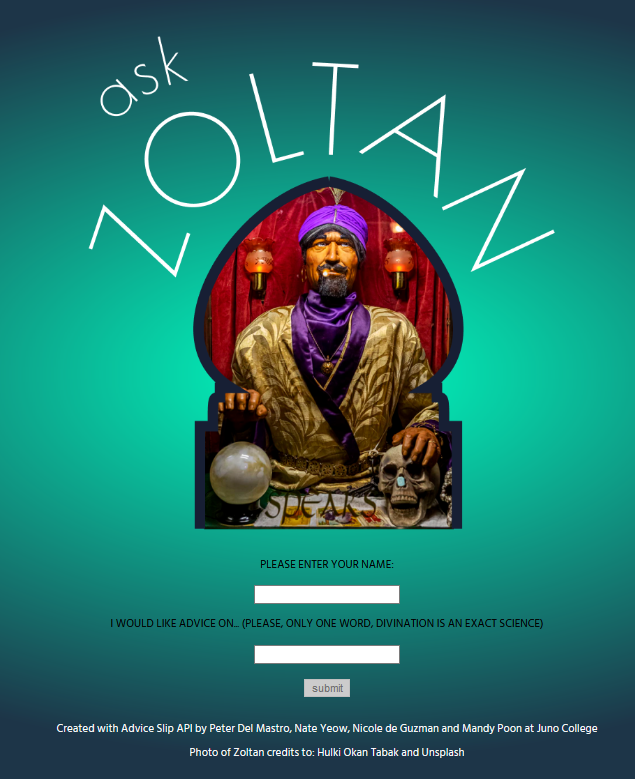 ask
ZOLTAN
SPEAKS
PLEASE ENTER YOUR NAME:
I WOULD LIKE ADVICE ON... (PLEASE, ONLY ONE WORD, DIVINATION IS AN EXACT SCIENCE)
submit
Created with Advice Slip API by Peter Del Mastro, Nate Yeow, Nicole de Guzman and Mandy Poon at Juno College
Photo of Zoltan credits to: Hulki Okan Tabak and Unsplash